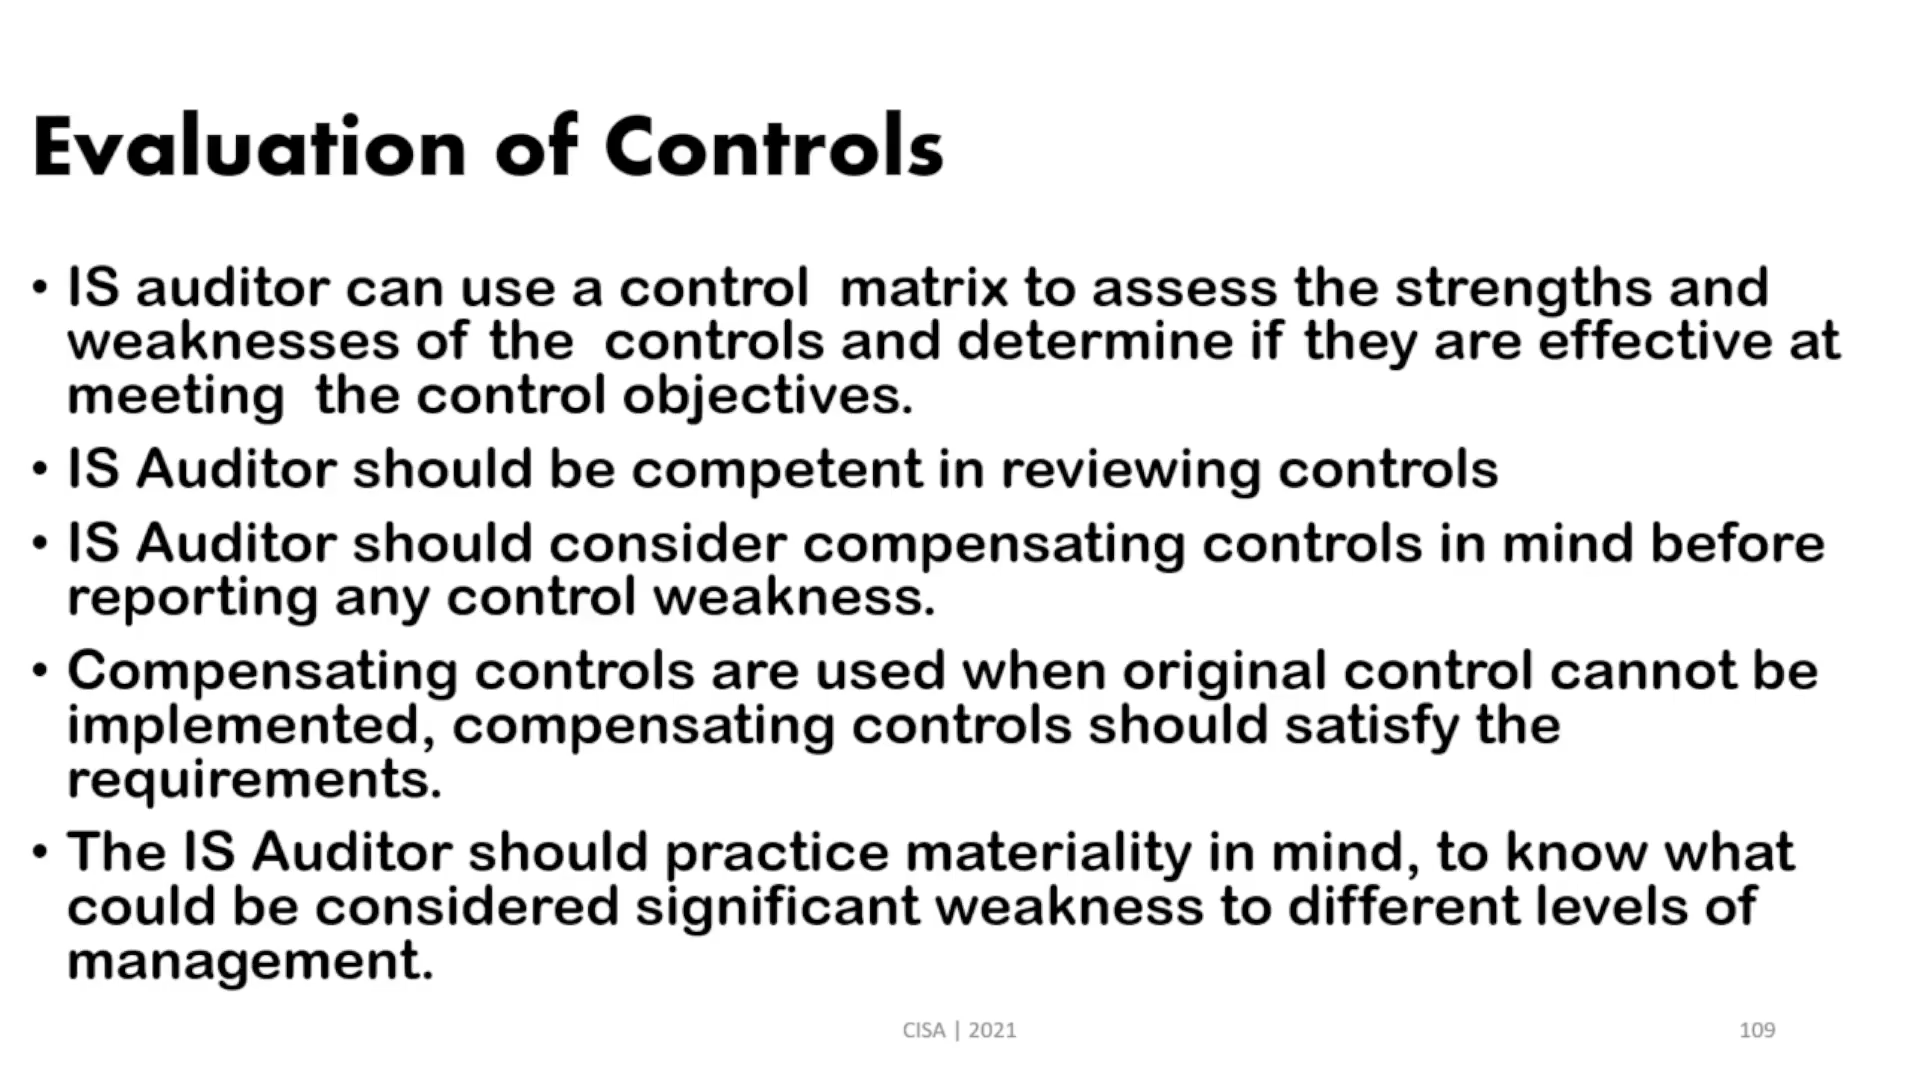 Evaluation of Controls
• IS auditor can use a control  matrix to assess the strengths and
weaknesses of the  controls and determine if they are effective at
meeting  the control objectives.
• IS Auditor should be competent in reviewing controls
• IS Auditor should consider compensating controls in mind before
reporting any control weakness.
• Compensating controls are used when original control cannot be
implemented, compensating controls should satisfy the
requirements.
• The IS Auditor should practice materiality in mind, to know what
could be considered significant weakness to different levels of
management.
CISA | 2021
109